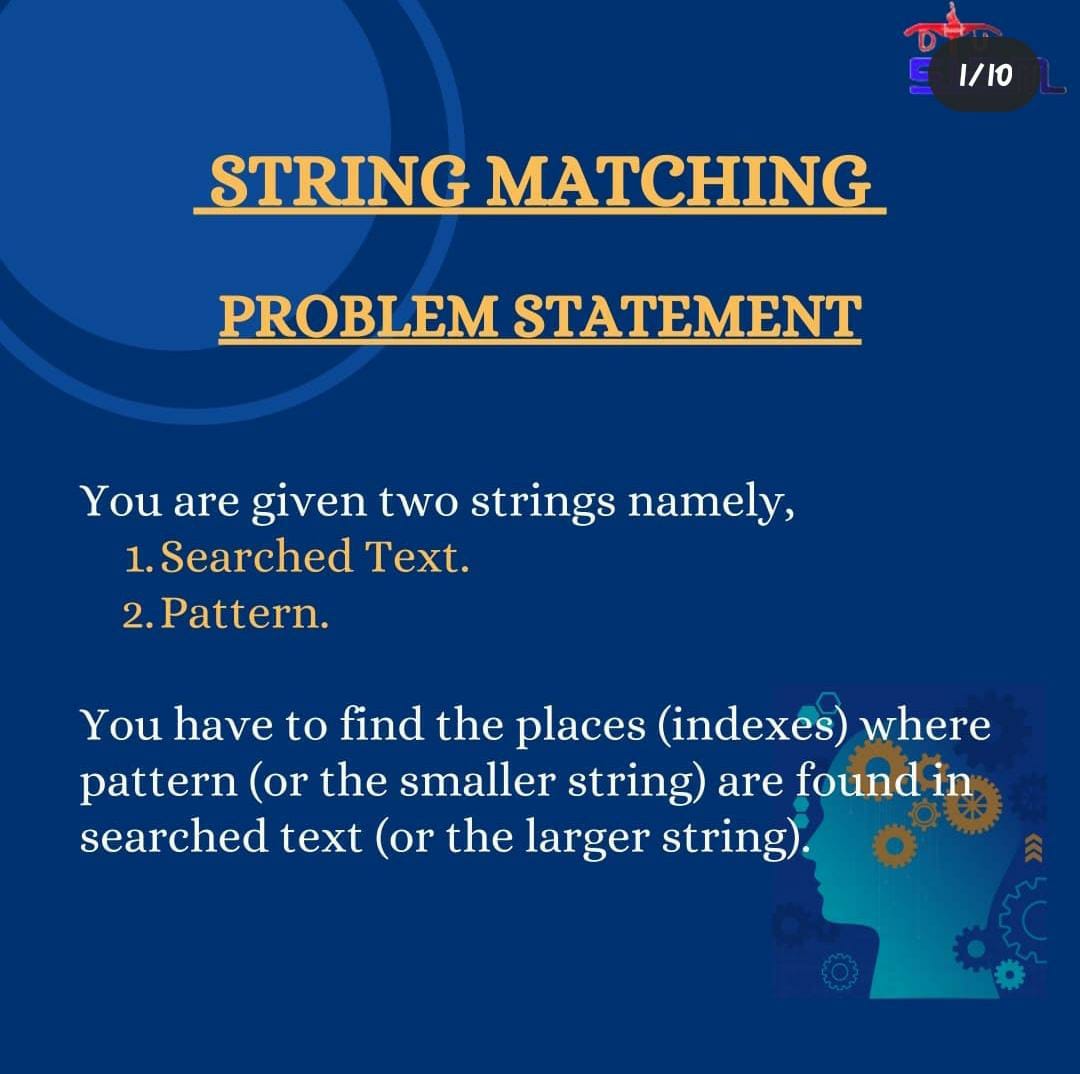 1/10
STRING MATCHING
PROBLEM STATEMENT
You are given two strings namely,
1. Searched Text.
2. Pattern.
You have to find the places (indexes) where
pattern (or the smaller string) are found in
searched text (or the larger string).